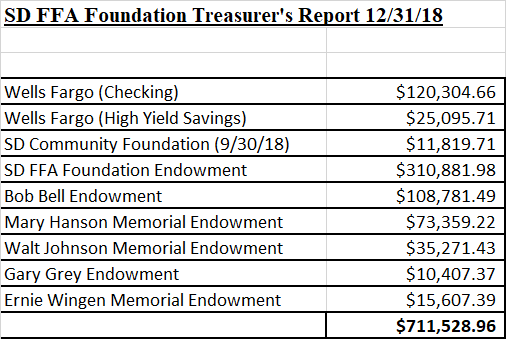 SD FFA Foundation Treasurer's Report 12/31/18
Wells Fargo (Checking) $120,304.66
Wells Fargo (High Yield Savings) $25,095.71
SD Community Foundation (9/30/18) $11,819.71
SD FFA Foundation Endowment $310,881.98
Bob Bell Endowment $108,781.49
Mary Hanson Memorial Endowment $73,359.22
Walt Johnson Memorial Endowment $35,271.43
Gary Grey Endowment $10,407.37
Ernie Wingen Memorial Endowment $15,607.39
$711,528.96